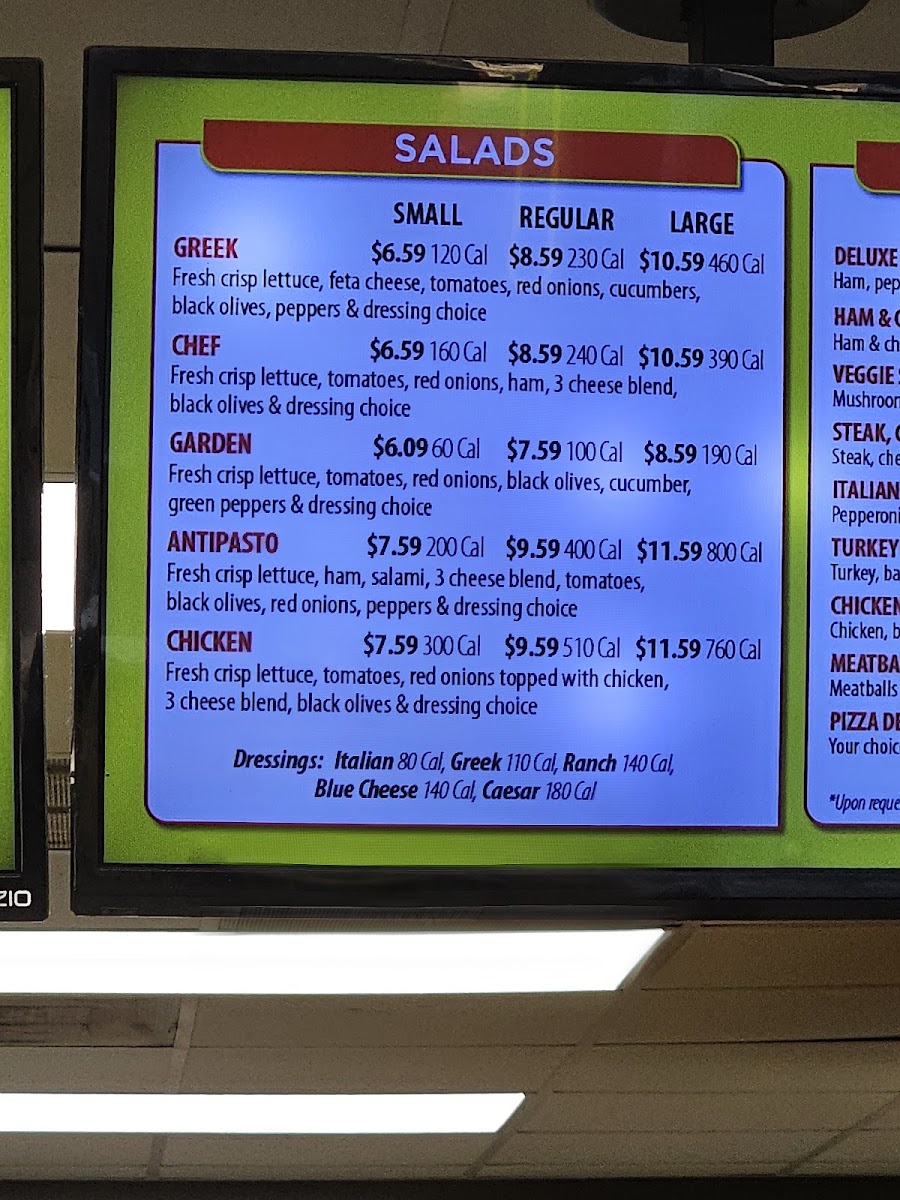 SALADS
SMALL REGULAR LARGE
GREEK $6.59 120 Cal $8.59 230 Cal $10.59 460 Cal
Fresh crisp lettuce, feta cheese, tomatoes, red onions, cucumbers,
black olives, peppers & dressing choice
CHEF $6.59 160 Cal $8.59 240 Cal $10.59 390 Cal
Fresh crisp lettuce, tomatoes, red onions, ham, 3 cheese blend,
black olives & dressing choice
GARDEN $6.09 60 Cal $7.59 100 Cal $8.59 190 Cal
Fresh crisp lettuce, tomatoes, red onions, black olives, cucumber,
green peppers & dressing choice
ANTIPASTO $7.59 200 Cal $9.59 400 Cal $11.59 800 Cal
Fresh crisp lettuce, ham, salami, 3 cheese blend, tomatoes,
black olives, red onions, peppers & dressing choice
CHICKEN $7.59 300 Cal $9.59 510 Cal $11.59 760 Cal
Fresh crisp lettuce, tomatoes, red onions topped with chicken,
3 cheese blend, black olives & dressing choice
Dressings: Italian 80 Cal, Greek 110 Cal, Ranch 140 Cal,
Blue Cheese 140 Cal, Caesar 180 Cal
DELUXE
Ham,
HAM &
Ham &
VEGGIE
STEAK,
Steak,
ITALIAN
TURKEY
Turkey,
CHICKEN
Chicken,
Meatballs
PIZZA
Your
*Upon